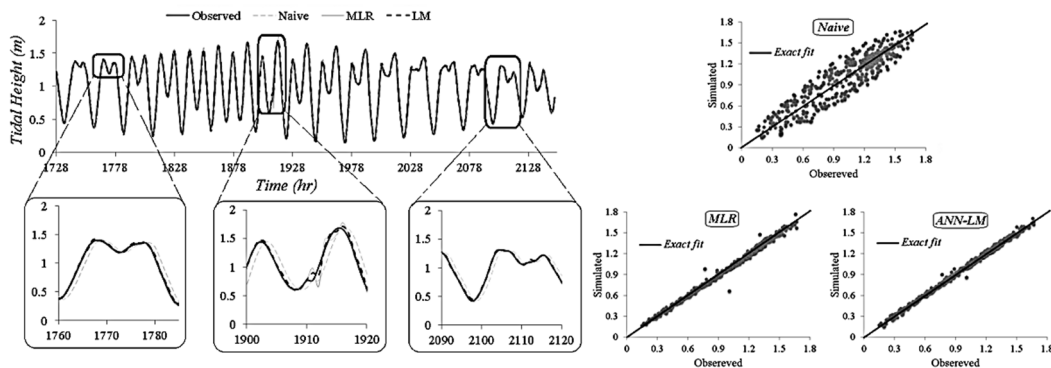 Observed Naive MLR LM
Tidal Height (m)
2
1.5
1
0.5
0
1728 1778 1828 1878 1928 1978 2028 2078 2128
Time (hr)
2
1.5
1
0.5
0
1760 1770 1780
2
1.5
1
0.5
0
1900 1910 1920
2
1.5
1
0.5
0
2090 2100 2110 2120
Naive
Exact fit
Simulated
1.8
1.5
1.2
0.9
0.6
0.3
0
0 0.3 0.6 0.9 1.2 1.5 1.8
Obsereved
MLR
Exact fit
Simulated
1.8
1.5
1.2
0.9
0.6
0.3
0
0 0.3 0.6 0.9 1.2 1.5 1.8
Obsereved
ANN-LM
Exact fit
Simulated
1.8
1.5
1.2
0.9
0.6
0.3
0
0 0.3 0.6 0.9 1.2 1.5 1.8
Obsereved